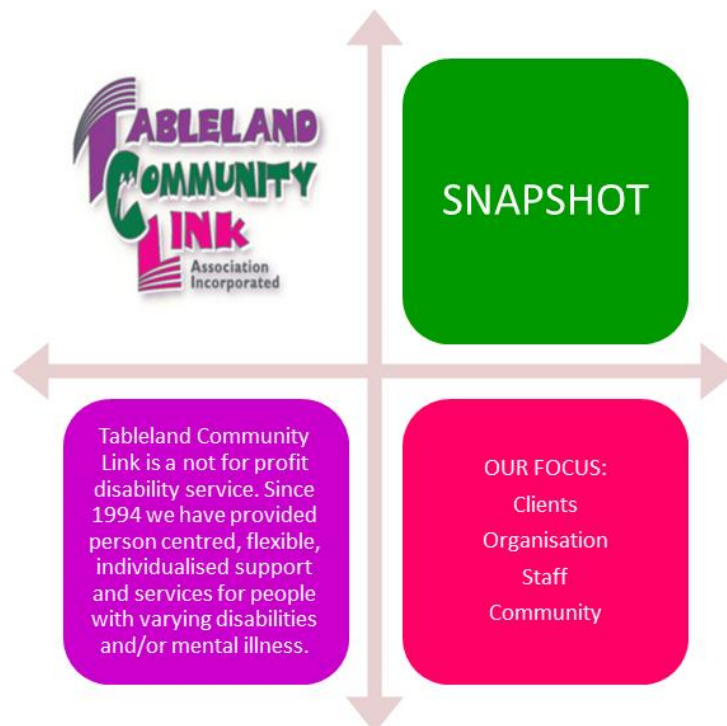 TABLELAND
COMMUNITY
LINK
Association
Incorporated
SNAPSHOT
Tableland Community
Link is a not for profit
disability service. Since
1994 we have provided
person centred, flexible,
individualised support
and services for people
with varying disabilities
and/or mental illness.
OUR FOCUS:
Clients
Organisation
Staff
Community